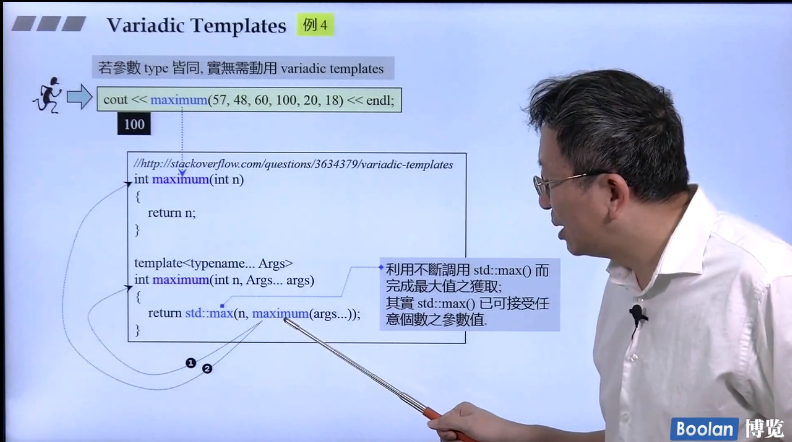 Variadic Templates
例 4
若參數 type 皆同, 實無需動用 variadic templates
cout << maximum(57, 48, 60, 100, 20, 18) << endl;
100
//http://stackoverflow.com/questions/3634379/variadic-templates
int maximum(int n)
{
return n;
}
template<typename... Args>
int maximum(int n, Args... args)
{
return std::max(n, maximum(args...));
}
利用不斷調用 std::max() 而
完成最大值之獲取;
其實 std::max() 已可接受任
意個數之參數值.
1
2
Boolan 博览